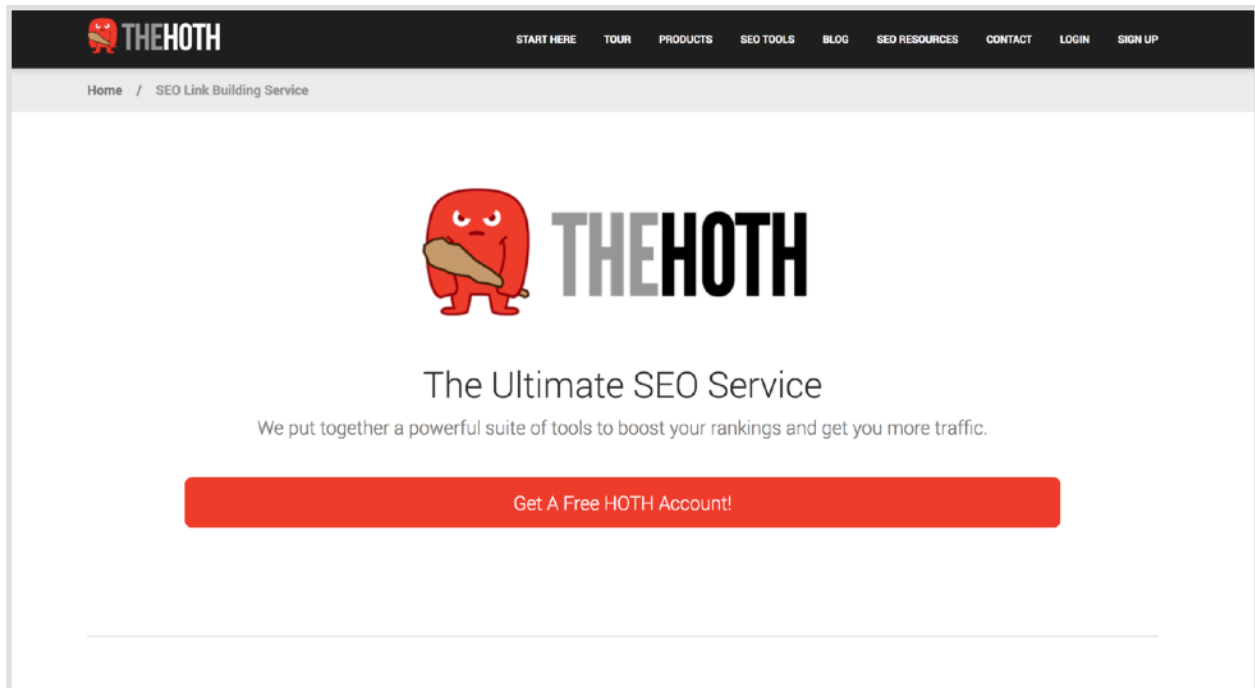 THEHOTH
START HERE TOUR PRODUCTS SEO TOOLS BLOG SEO RESOURCES CONTACT LOGIN SIGN UP
Home / SEO Link Building Service
THEHOTH
The Ultimate SEO Service
We put together a powerful suite of tools to boost your rankings and get you more traffic.
Get A Free HOTH Account!